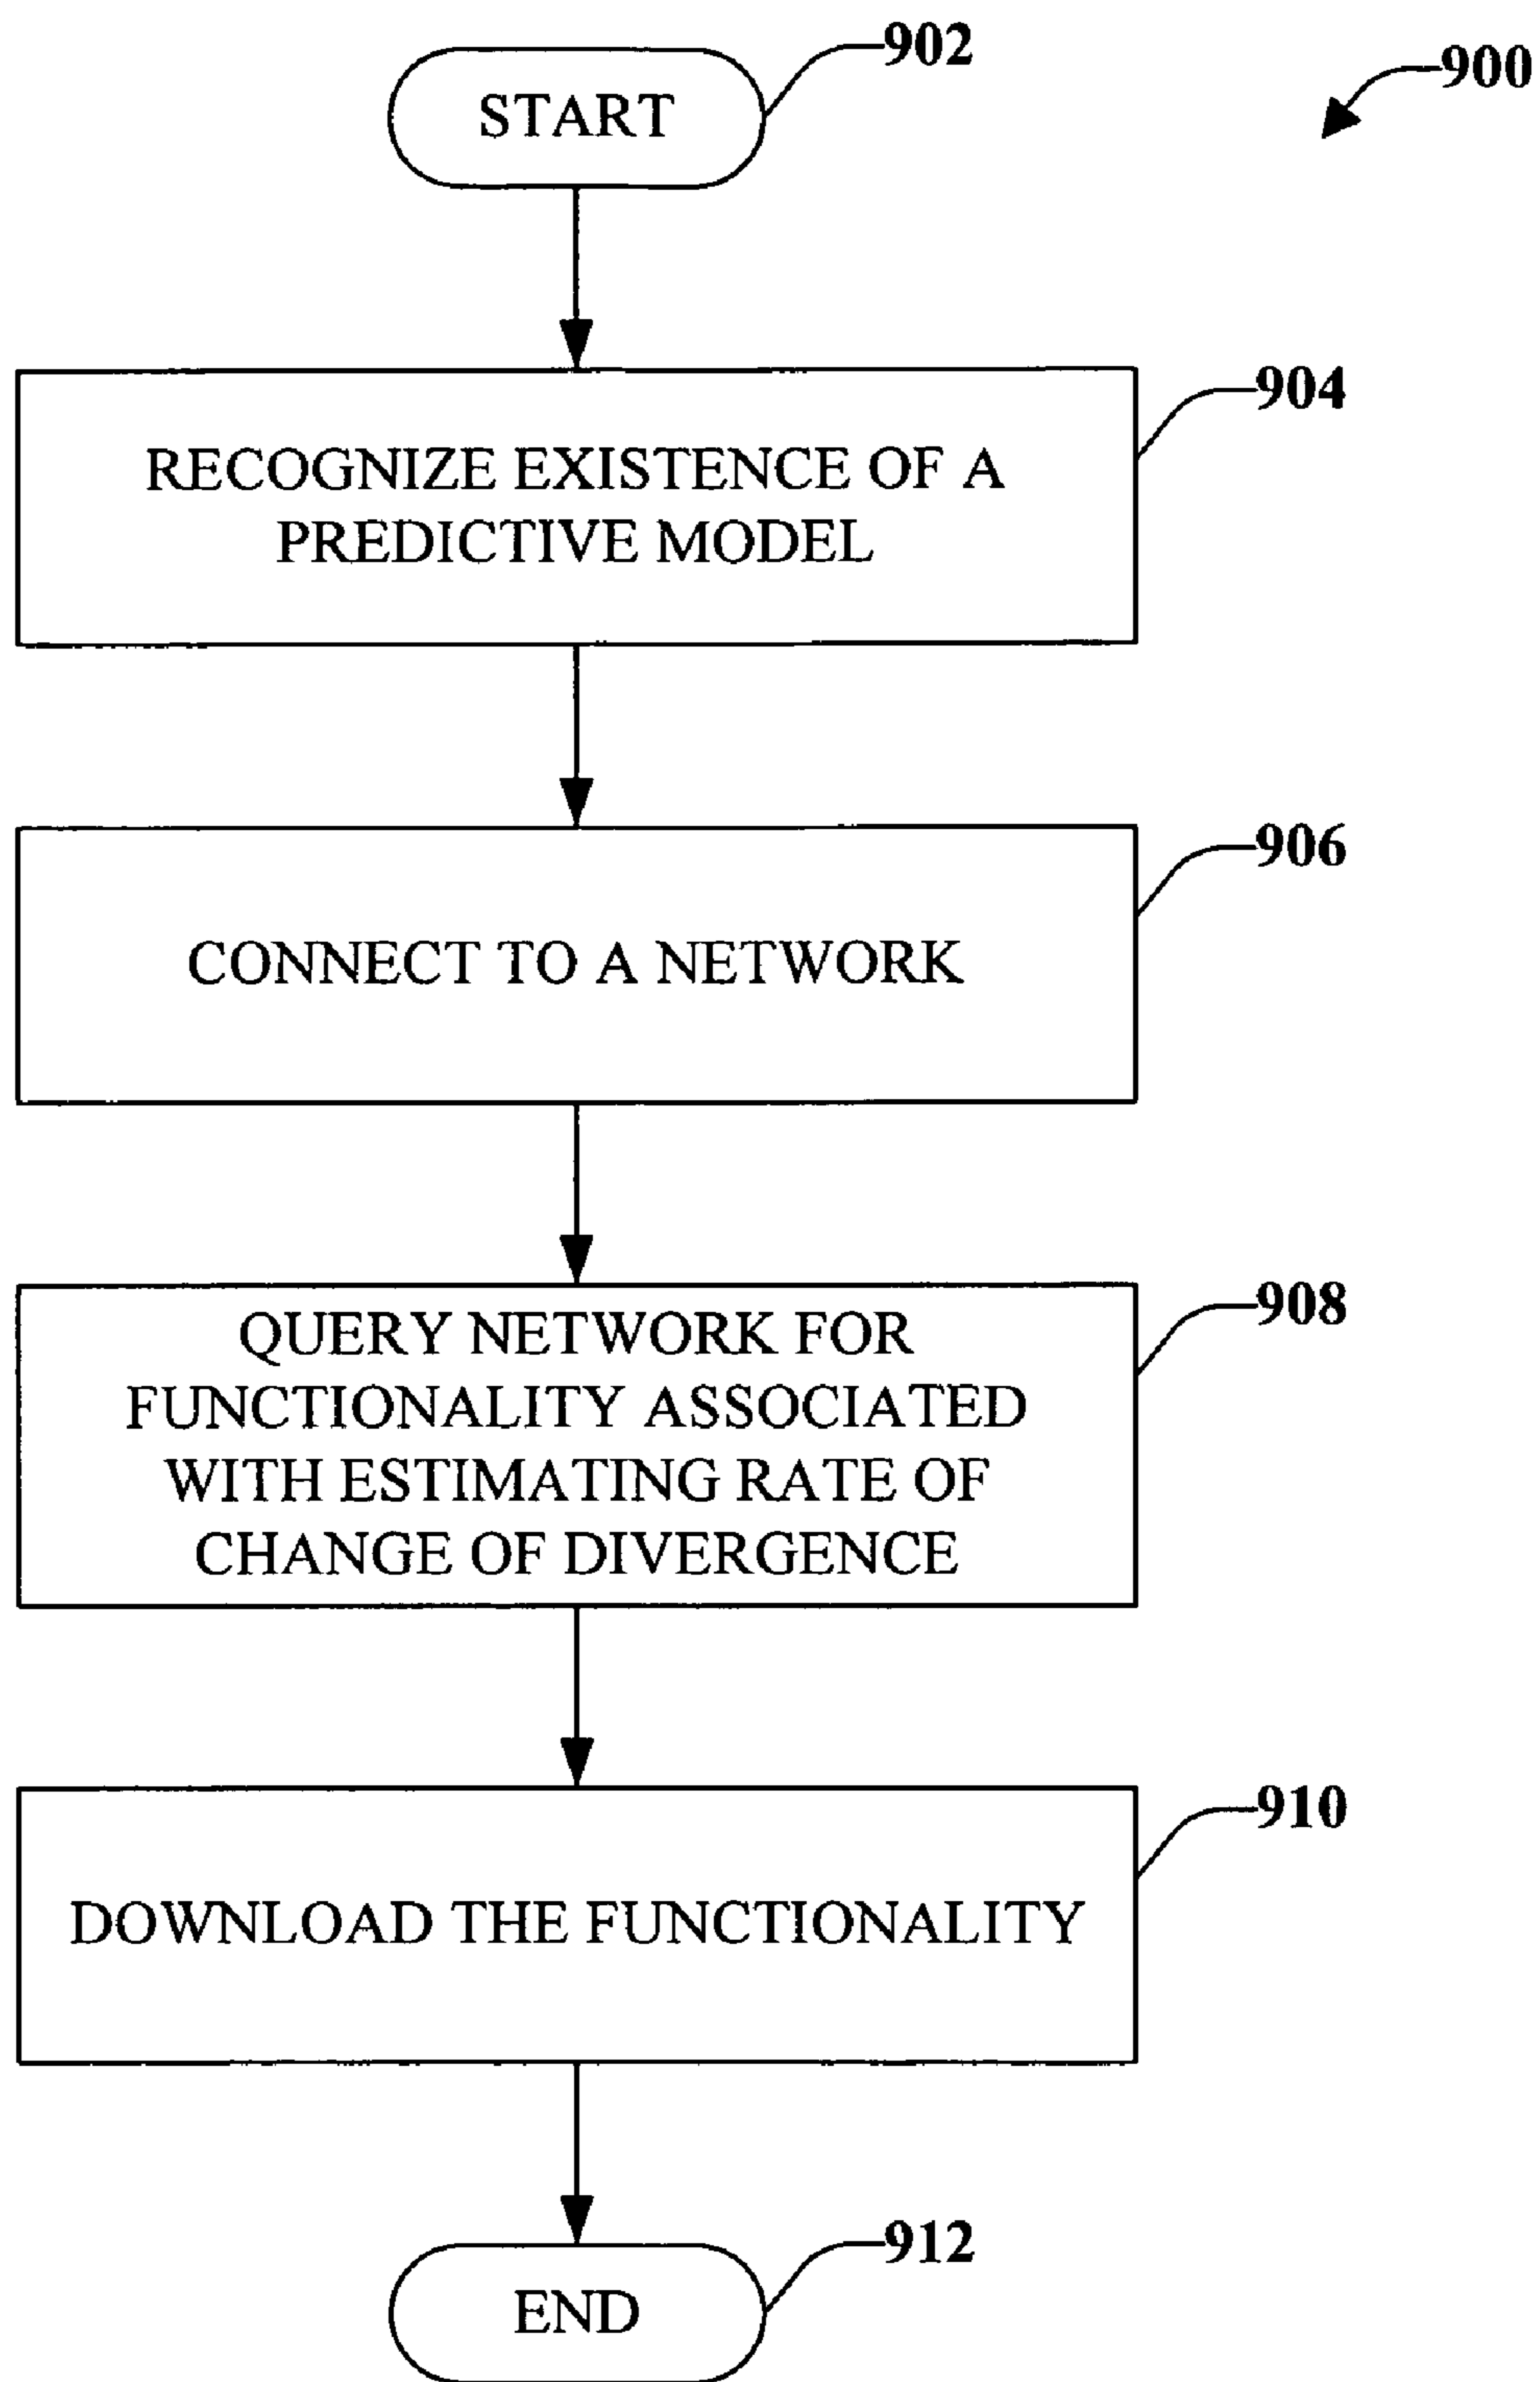 902
900
START
904
RECOGNIZE EXISTENCE OF A
PREDICTIVE MODEL
906
CONNECT TO A NETWORK
908
QUERY NETWORK FOR
FUNCTIONALITY ASSOCIATED
WITH ESTIMATING RATE OF
CHANGE OF DIVERGENCE
910
DOWNLOAD THE FUNCTIONALITY
912
END